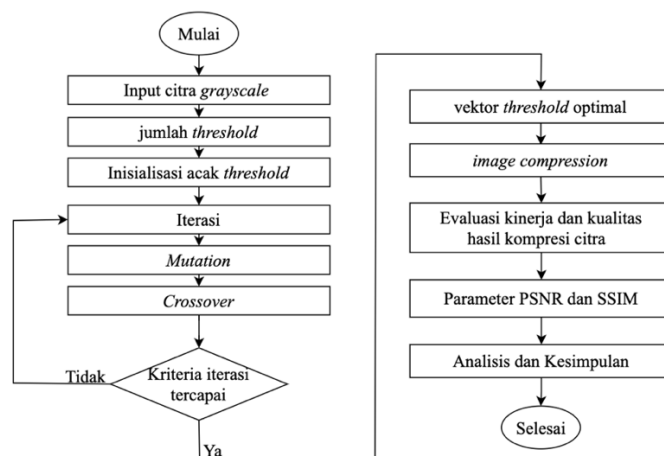 Mulai
Input citra grayscale
jumlah threshold
Inisialisasi acak threshold
Iterasi
Mutation
Crossover
Kriteria iterasi
tercapai
Tidak
Ya
vektor threshold optimal
image compression
Evaluasi kinerja dan kualitas
hasil kompresi citra
Parameter PSNR dan SSIM
Analisis dan Kesimpulan
Selesai